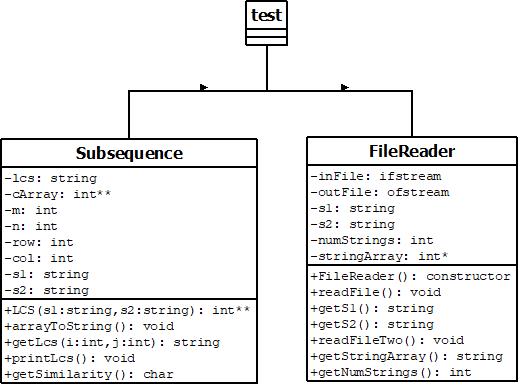 test
Subsequence
-lcs: string
-cArray: int**
-m: int
-n: int
-row: int
-col: int
-s1: string
-s2: string
+LCS(s1:string,s2:string): int**
+arrayToString(): void
+getLcs(i:int,j:int): string
+printLcs(): void
+getSimilarity(): char
FileReader
-inFile: ifstream
-outFile: ofstream
-s1: string
-s2: string
-numStrings: int
-stringArray: int*
+FileReader(): constructor
+readFile(): void
+getS1(): string
+getS2(): string
+readFileTwo(): void
+getStringArray(): string
+getNumStrings(): int